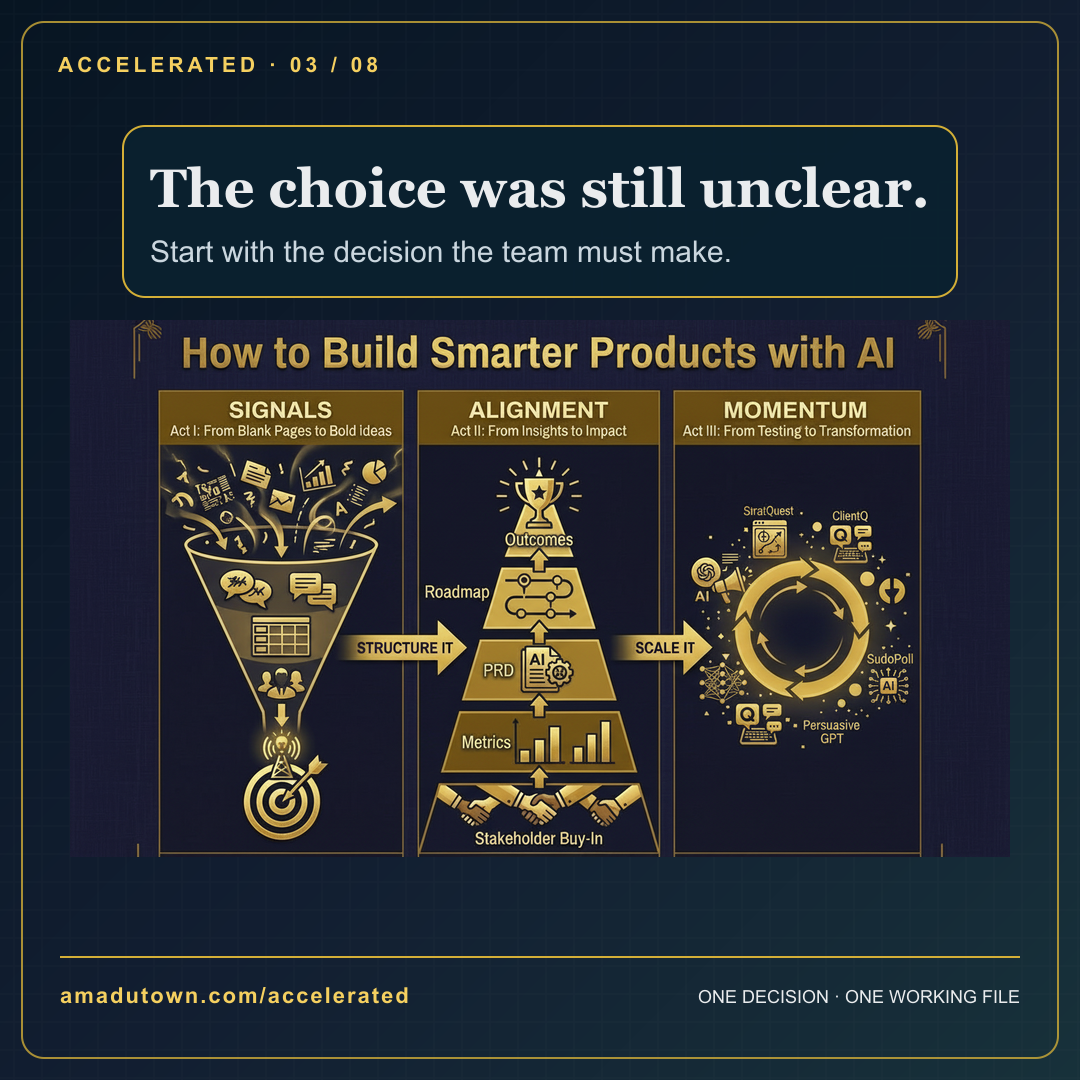 ACCELERATED · 03 / 08
The choice was still unclear.
Start with the decision the team must make.
How to Build Smarter Products with AI
SIGNALS
Act I: From Blank Pages to Bold ideas
STRUCTURE IT
ALIGNMENT
Act II: From Insights to Impact
Outcomes
Roadmap
PRD
AI
Metrics
Stakeholder Buy-In
SCALE IT
MOMENTUM
Act III: From Testing to Transformation
SiratQuest
ClientQ
Q
AI
SudoPoll
AI
Q
Persuasive
GPT
amadutown.com/accelerated
ONE DECISION · ONE WORKING FILE